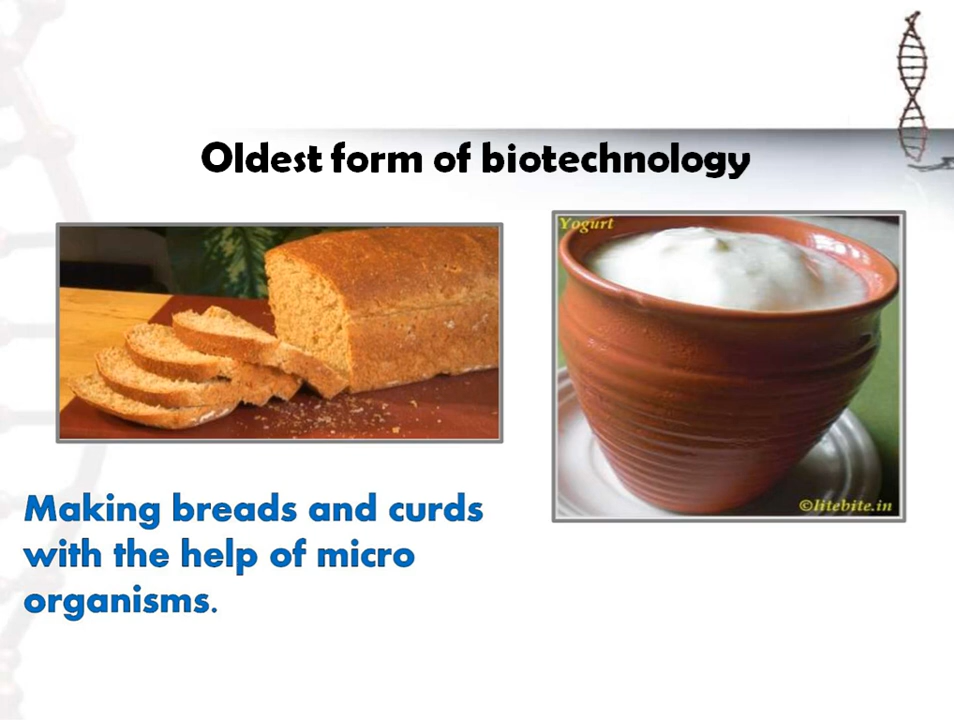 Oldest form of biotechnology
Yogurt
©litebite.in
Making breads and curds
with the help of micro
organisms.